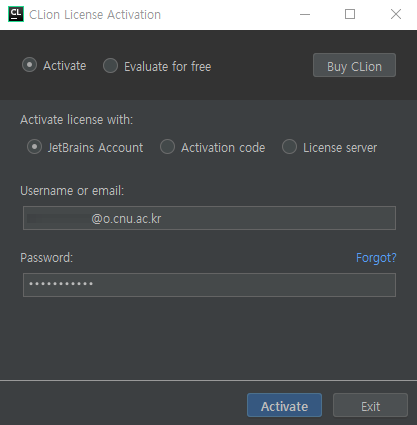 CL
CLion License Activation
Activate
Evaluate for free
Buy CLion
Activate license with:
JetBrains Account
Activation code
License server
Username or email:
@o.cnu.ac.kr
Password:
Forgot?
•••••••••••
Activate
Exit